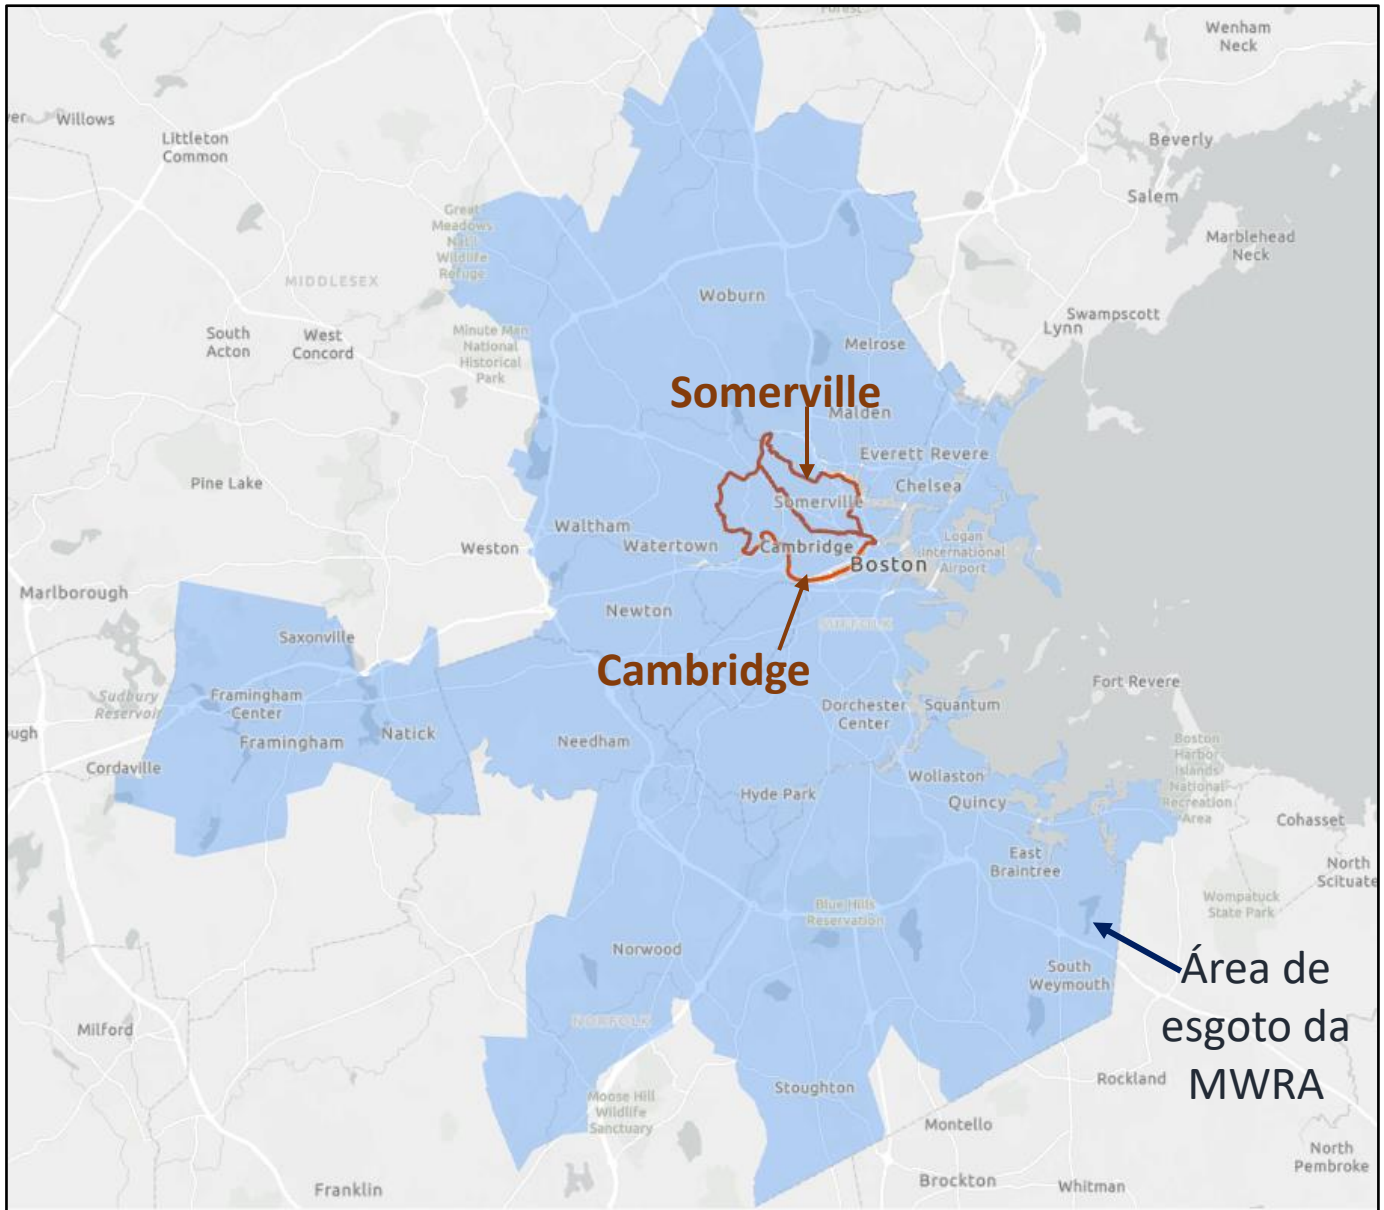 Forest
Wenham
Neck
Willows
Littleton
Common
Beverly
Salem
Great
Meadows
Nat'l
Wildlife
Refuge
Marblehead
Neck
MIDDLESEX
Woburn
South
Acton
West
Concord
Minute Man
National
Historical
Park
Swampscott
Lynn
Melrose
Somerville
Malden
Everett Revere
Pine Lake
Chelsea
Somerville
Waltham
Watertown
Weston
Cambridge
Boston
Logan
International
Airport
Marlborough
Newton
SUFFOLK
Saxonville
Cambridge
Fort Revere
Sudbury
Reservoir
Framingham
Center
Dorchester
Center
Squantum
ough
Framingham
Natick
Needham
Boston
Harbor
Islands
National
Recreation
Area
Cordaville
Wollaston
Hyde Park
Quincy
Cohasset
East
Braintree
North
Scituate
Blue Hills
Reservation
Wompatuck
State Park
Norwood
South
Weymouth
Área de
esgoto da
MWRA
Milford
NORFOLK
Stoughton
Rockland
Moose Hill
Wildlife
Sanctuary
Montello
North
Pembroke
Franklin
Brockton
Whitman